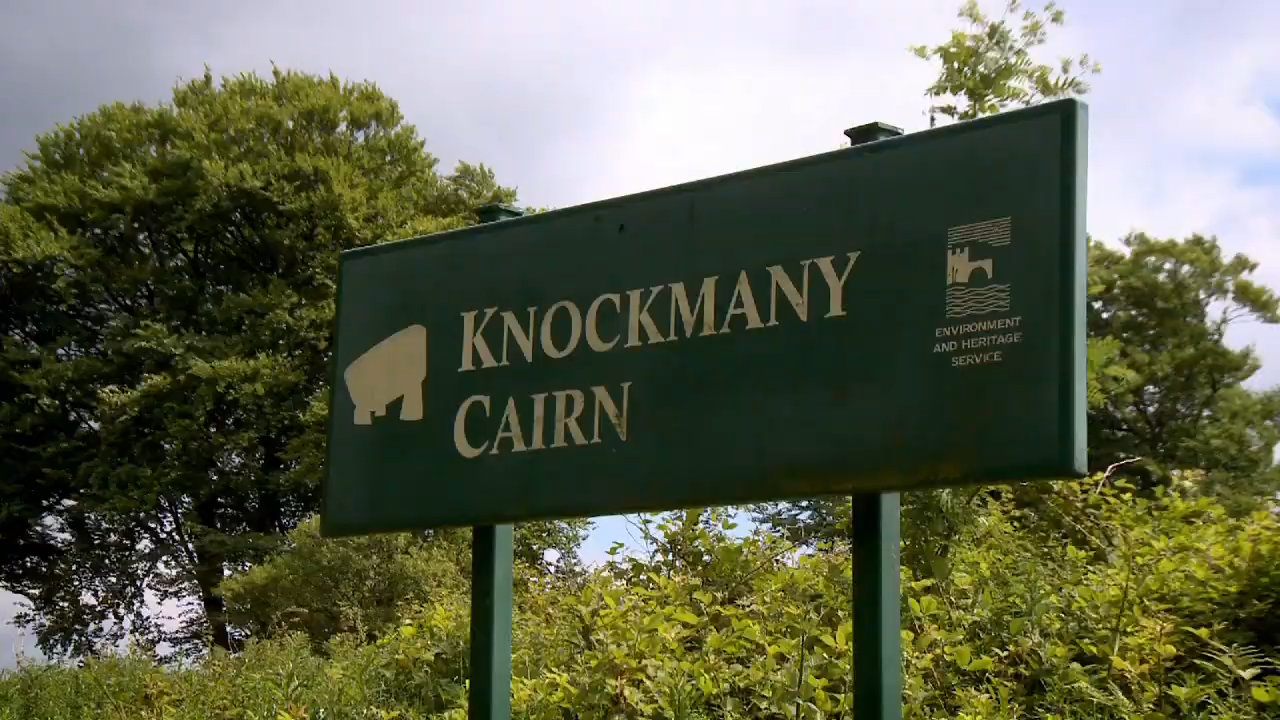 KNOCKMANY
CAIRN
ENVIRONMENT
AND HERITAGE
SERVICE